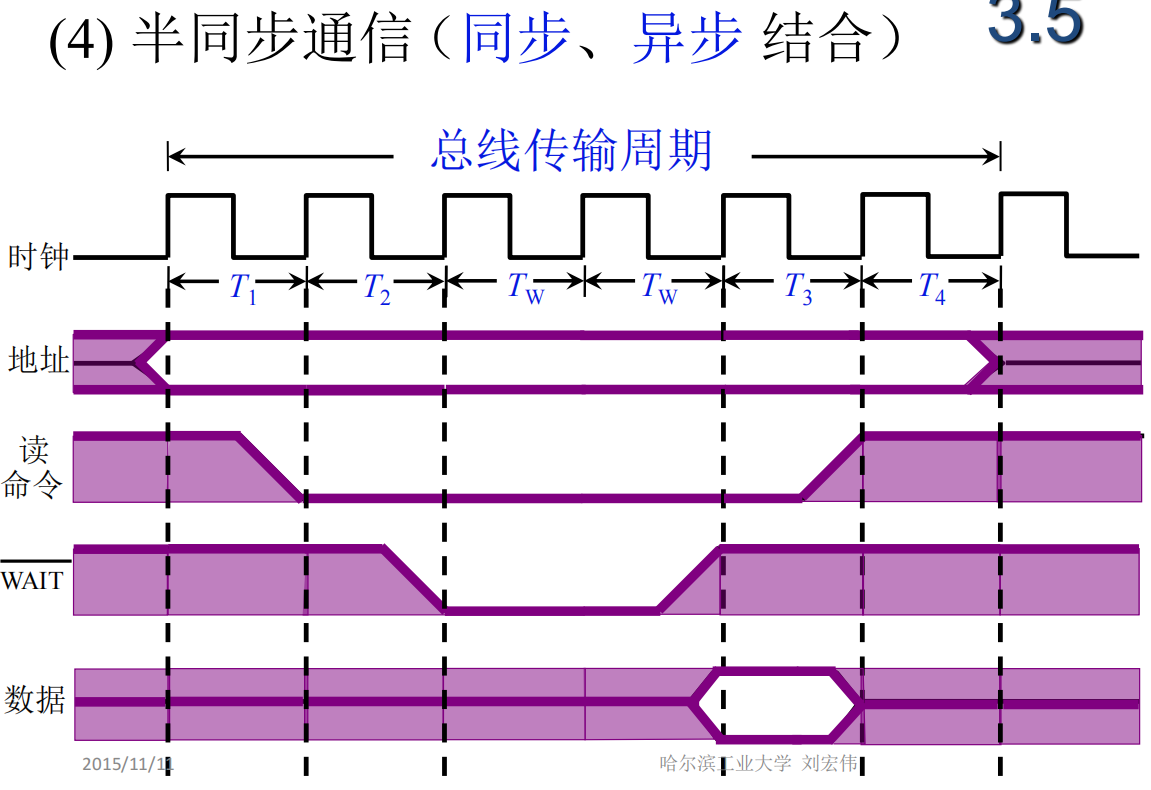 (4) 半同步通信（同步、异步 结合） 3.5
总线传输周期
时钟
T1 T2 TW TW T3 T4
地址
读
命令
WAIT
数据
2015/11/11 哈尔滨工业大学 刘宏伟